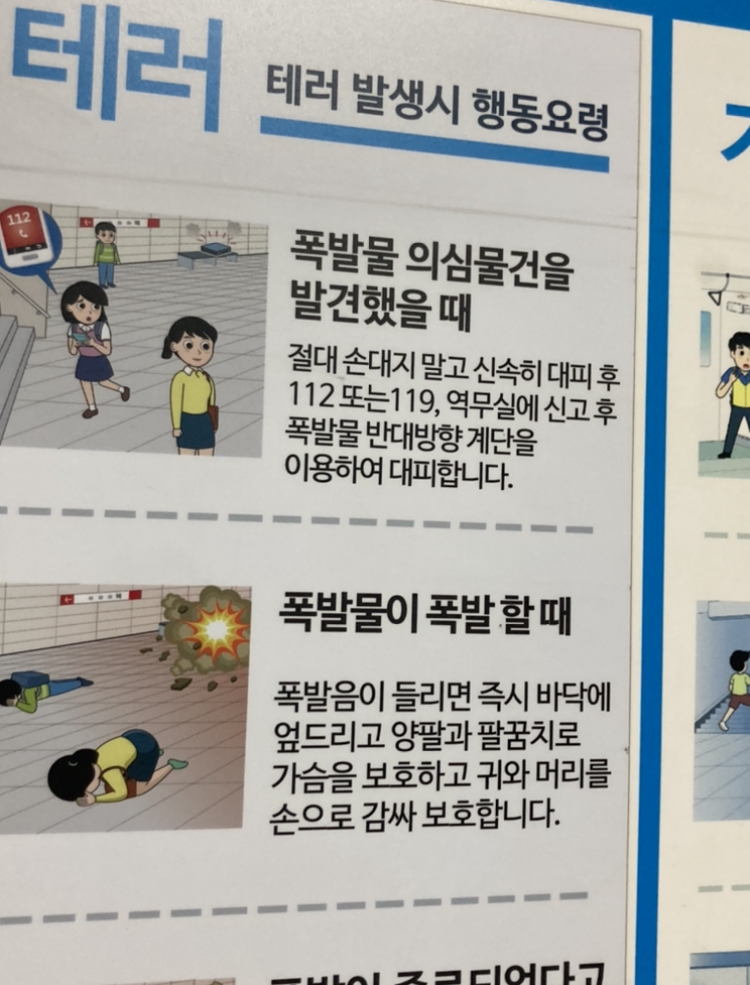 테러
테러 발생시 행동요령
112
폭발물 의심물건을
발견했을 때
절대 손대지 말고 신속히 대피 후
112 또는119, 역무실에 신고 후
폭발물 반대방향 계단을
이용하여 대피합니다.
폭발물이 폭발 할 때
폭발음이 들리면 즉시 바닥에
엎드리고 양팔과 팔꿈치로
가슴을 보호하고 귀와 머리를
손으로 감싸 보호합니다.